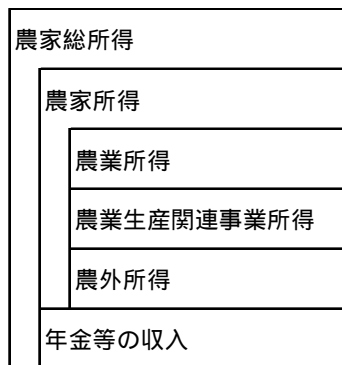 農家総所得
農家所得
農業所得
農業生産関連事業所得
農外所得
年金等の収入